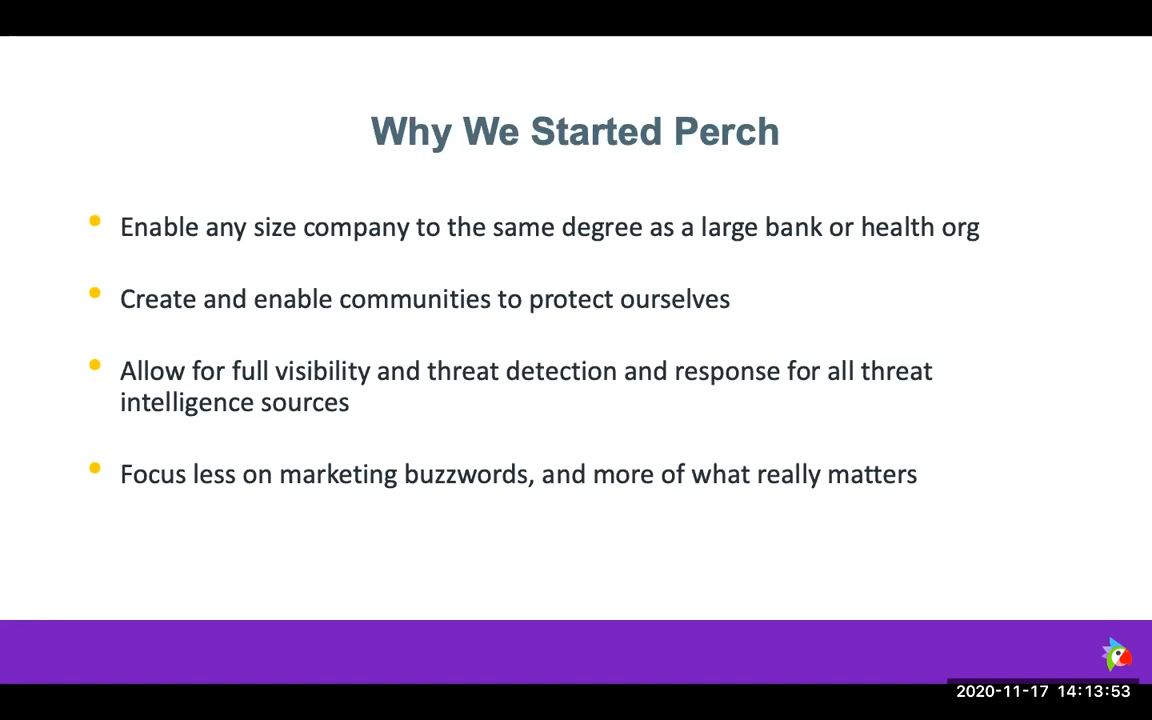 Why We Started Perch
Enable any size company to the same degree as a large bank or health org
Create and enable communities to protect ourselves
Allow for full visibility and threat detection and response for all threat
intelligence sources
Focus less on marketing buzzwords, and more of what really matters
2020-11-17 14:13:53